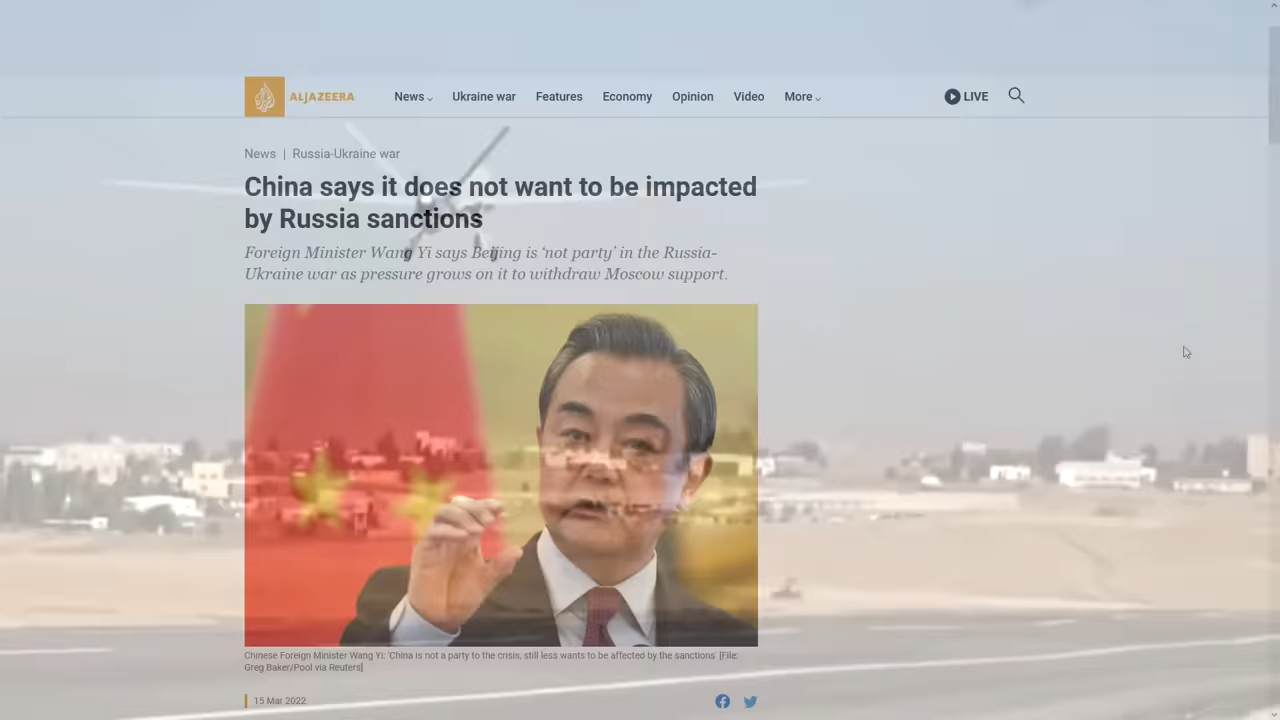 ALJAZEERA
News
Ukraine war
Features
Economy
Opinion
Video
More
LIVE
News | Russia-Ukraine war
China says it does not want to be impacted
by Russia sanctions
Foreign Minister Wang Yi says Beijing is ‘not party’ in the Russia-
Ukraine war as pressure grows on it to withdraw Moscow support.
Chinese Foreign Minister Wang Yi: 'China is not a party to the crisis, still less wants to be affected by the sanctions' [File:
Greg Baker/Pool via Reuters]
15 Mar 2022